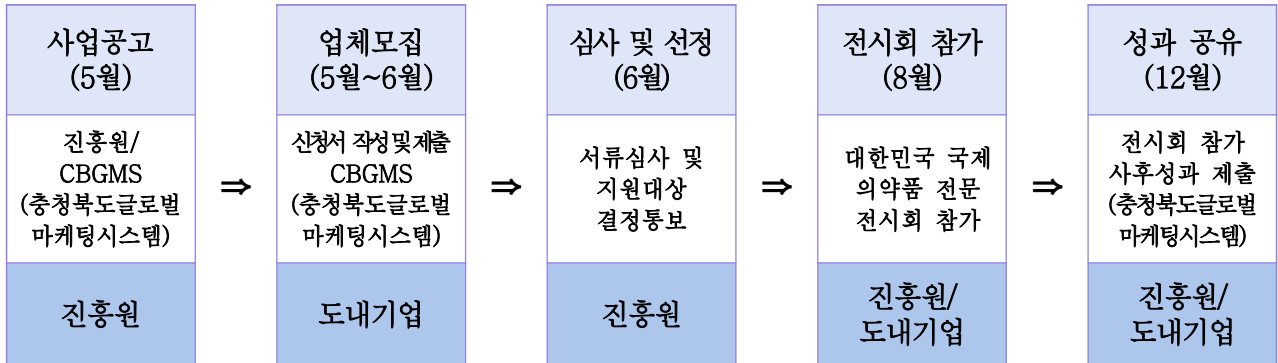 사업공고
(5월)
진흥원/
CBGMS
(충청북도글로벌
마케팅시스템)
진흥원
⇒
업체모집
(5월~6월)
신청서 작성 및 제출
CBGMS
(충청북도글로벌
마케팅시스템)
도내기업
⇒
심사 및 선정
(6월)
서류심사 및
지원대상
결정통보
진흥원
⇒
전시회 참가
(8월)
대한민국 국제
의약품 전문
전시회 참가
진흥원/
도내기업
⇒
성과 공유
(12월)
전시회 참가
사후성과 제출
(충청북도글로벌
마케팅시스템)
진흥원/
도내기업